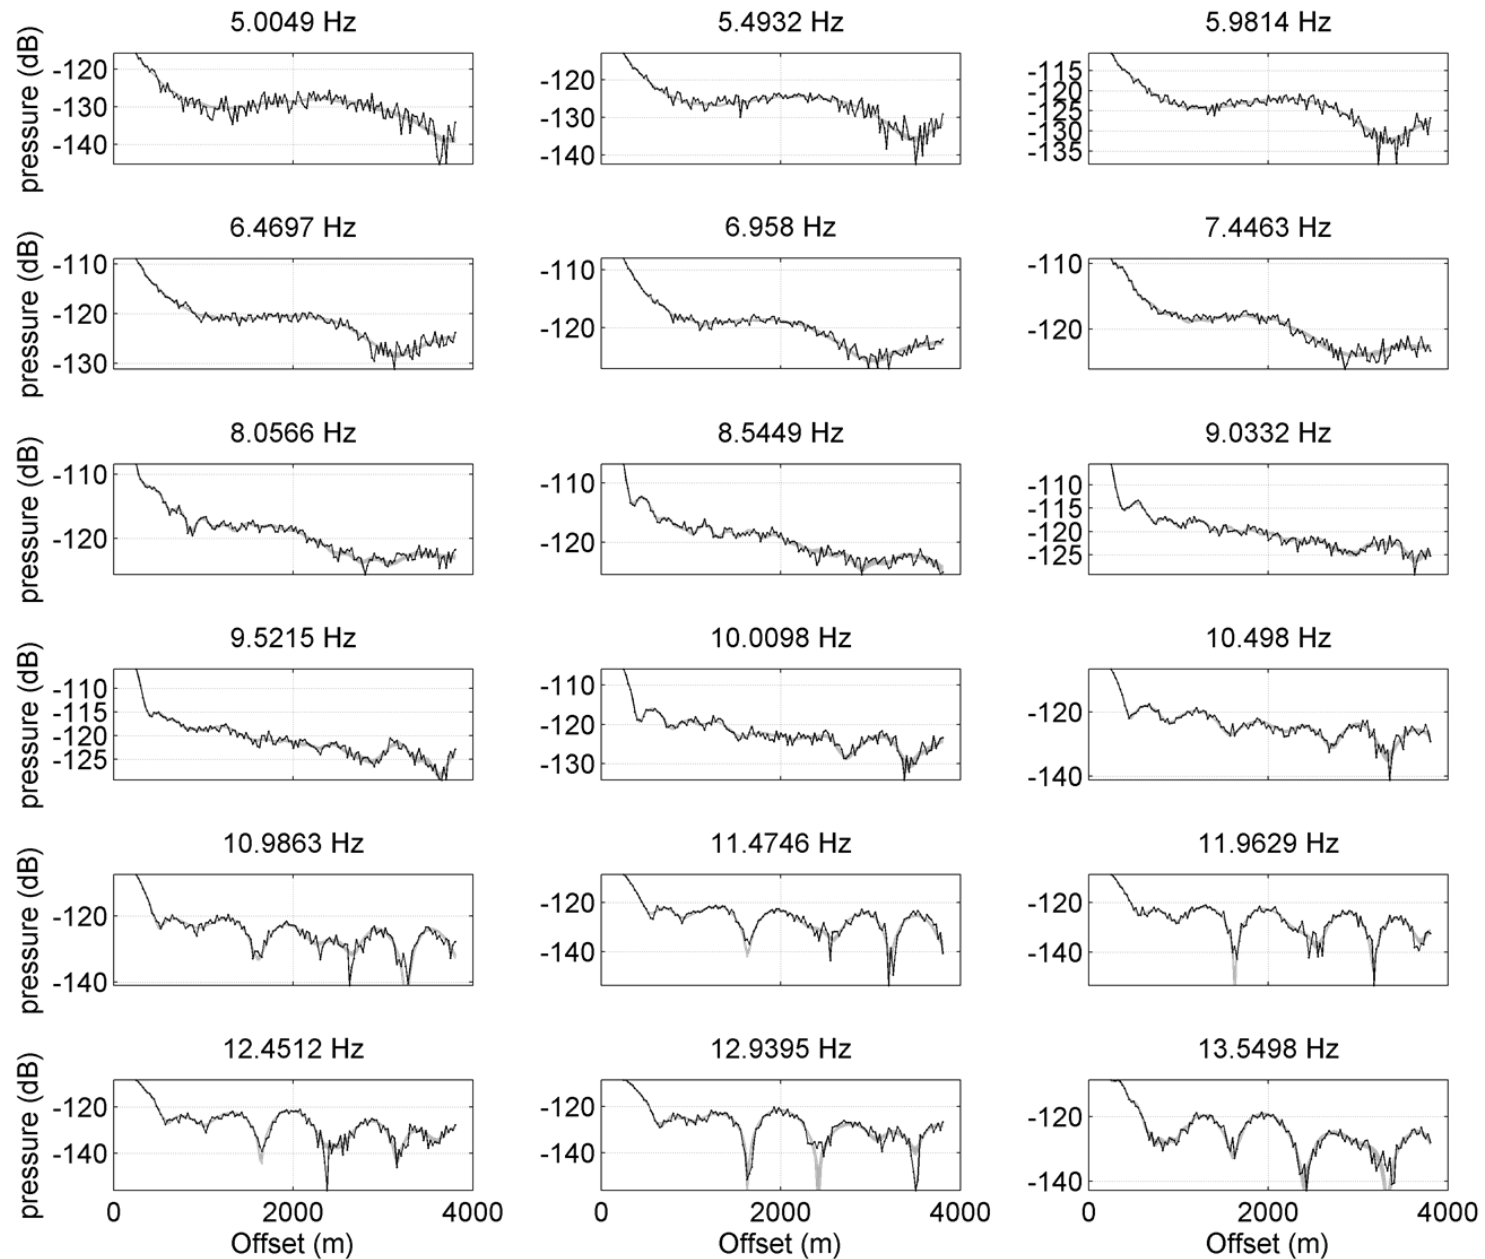 5.0049 Hz
5.4932 Hz
5.9814 Hz
pressure (dB)
-120
-130
-140
-120
-130
-140
-115
-120
-125
-130
-135
6.4697 Hz
6.958 Hz
7.4463 Hz
pressure (dB)
-110
-120
-130
-110
-120
-110
-120
8.0566 Hz
8.5449 Hz
9.0332 Hz
pressure (dB)
-110
-120
-110
-120
-110
-115
-120
-125
9.5215 Hz
10.0098 Hz
10.498 Hz
pressure (dB)
-110
-115
-120
-125
-110
-120
-130
-120
-140
10.9863 Hz
11.4746 Hz
11.9629 Hz
pressure (dB)
-120
-140
-120
-140
-120
-140
12.4512 Hz
12.9395 Hz
13.5498 Hz
pressure (dB)
-120
-140
-120
-140
-120
-140
0 2000 4000
0 2000 4000
0 2000 4000
Offset (m)
Offset (m)
Offset (m)